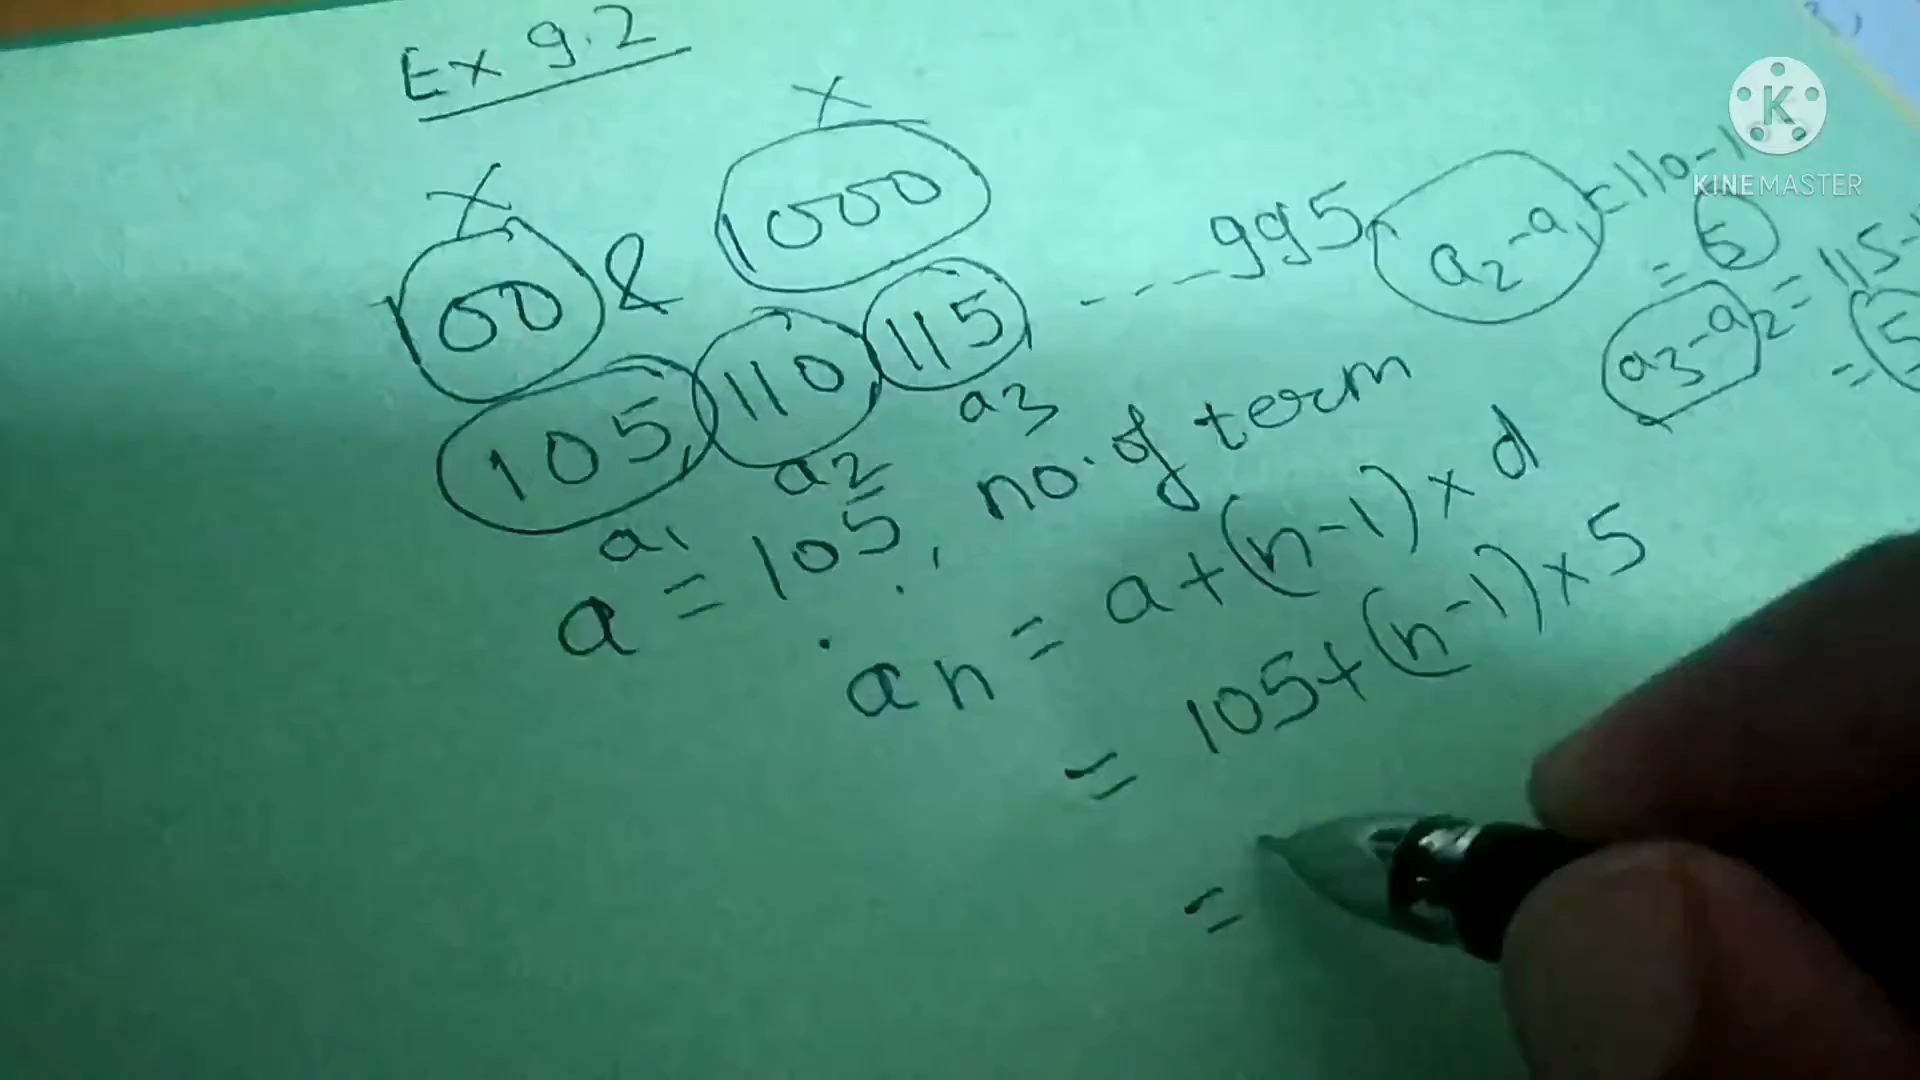 Ex 9.2
x x
100 & 1000
105, 110, 115, ---- 995,
a1 a2 a3
a2-a1 = 110-1
= 5
a3-a2 = 115-
= 5
a = 105, no. of term
an = a+(n-1)×d
= 105+(n-1)×5
=
K
KINEMASTER